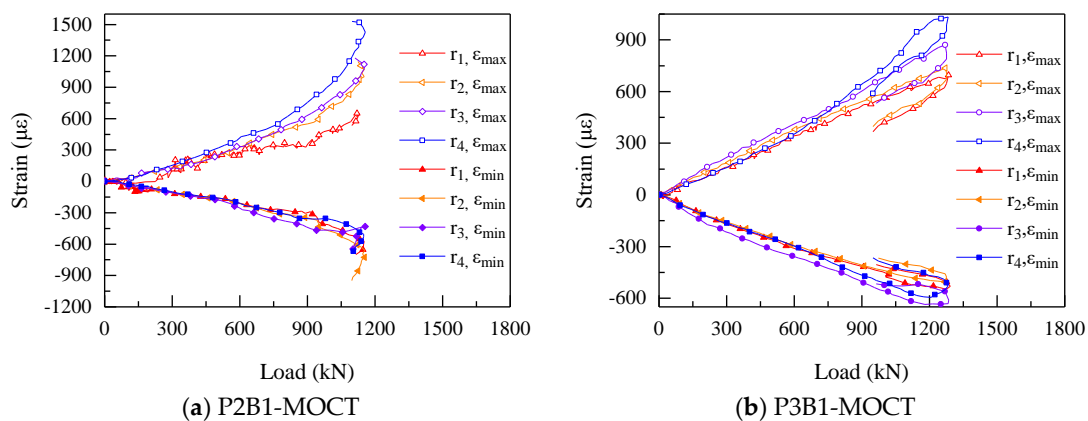 1500
1200
900
600
300
0
-300
-600
-900
-1200
0 300 600 900 1200 1500 1800
Strain (με)
Load (kN)
r1, εmax
r2, εmax
r3, εmax
r4, εmax
r1, εmin
r2, εmin
r3, εmin
r4, εmin
(a) P2B1-MOCT
900
600
300
0
-300
-600
0 300 600 900 1200 1500 1800
Strain (με)
Load (kN)
r1,εmax
r2,εmax
r3,εmax
r4,εmax
r1,εmin
r2,εmin
r3,εmin
r4,εmin
(b) P3B1-MOCT